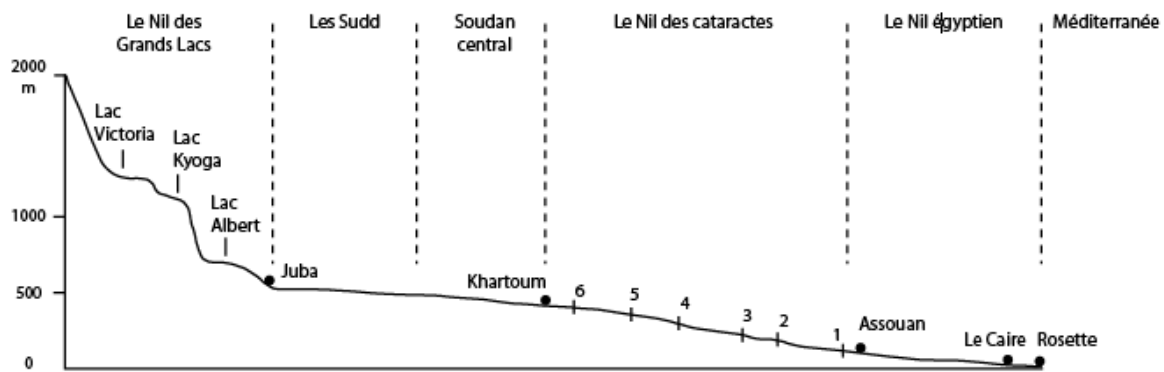 Le Nil des
Grands Lacs
Les Sudd
Soudan
central
Le Nil des cataractes
Le Nil égyptien
Méditerranée
2000
m
Lac
Victoria
Lac
Kyoga
Lac
Albert
1000
Juba
Khartoum
500
6
5
4
3
2
1
Assouan
Le Caire
Rosette
0